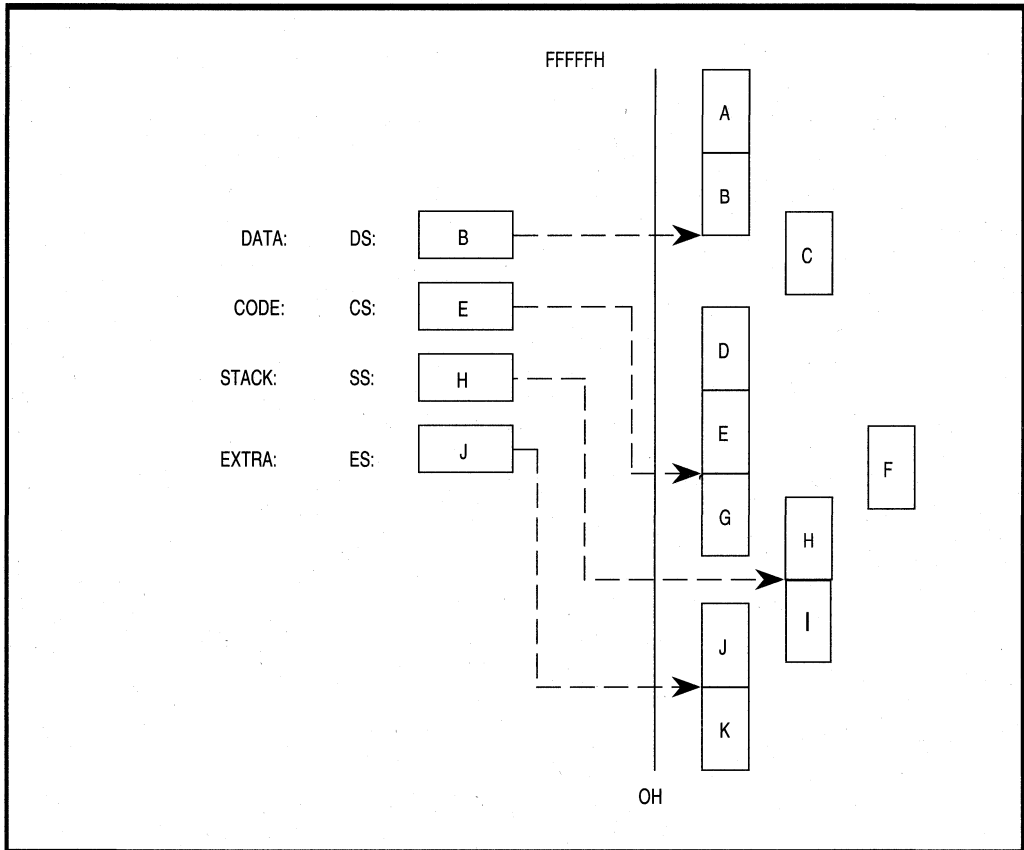 FFFFFH
A
B
DATA: DS: B
C
CODE: CS: E
D
STACK: SS: H
E
EXTRA: ES: J
F
G
H
I
J
K
OH